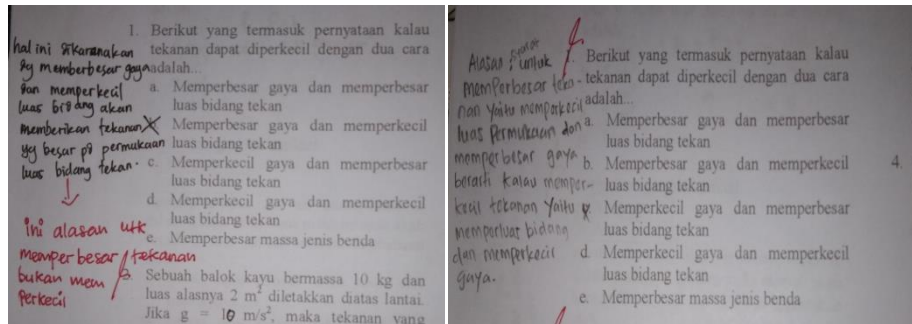 1. Berikut yang termasuk pernyataan kalau
tekanan dapat diperkecil dengan dua cara
adalah...
a. Memperbesar gaya dan memperbesar
luas bidang tekan
Memperbesar gaya dan memperkecil
luas bidang tekan
c. Memperkecil gaya dan memperbesar
luas bidang tekan
d. Memperkecil gaya dan memperkecil
luas bidang tekan
e. Memperbesar massa jenis benda
Sebuah balok kayu bermassa 10 kg dan
luas alasnya 2 m² diletakkan diatas lantai.
Jika g = 10 m/s², maka tekanan yang
hal ini dikarenakan
yg memberbesar gaya
dan memperkecil
luas bidang akan
memberikan tekanan
yg besar pd permukaan
luas bidang tekan.
ini alasan utk
memperbesar tekanan
bukan mem
perkecil
Berikut yang termasuk pernyataan kalau
tekanan dapat diperkecil dengan dua cara
adalah...
a. Memperbesar gaya dan memperbesar
luas bidang tekan
b. Memperbesar gaya dan memperkecil
luas bidang tekan
Memperkecil gaya dan memperbesar
luas bidang tekan
d. Memperkecil gaya dan memperkecil
luas bidang tekan
e. Memperbesar massa jenis benda
4.
Alasan : untuk
memperbesar teka-
nan yaitu memperkecil
luas permukaan dan
memperbesar gaya
berarti kalau memper-
kecil tekanan yaitu
memperluas bidang
dan memperkecil
gaya.